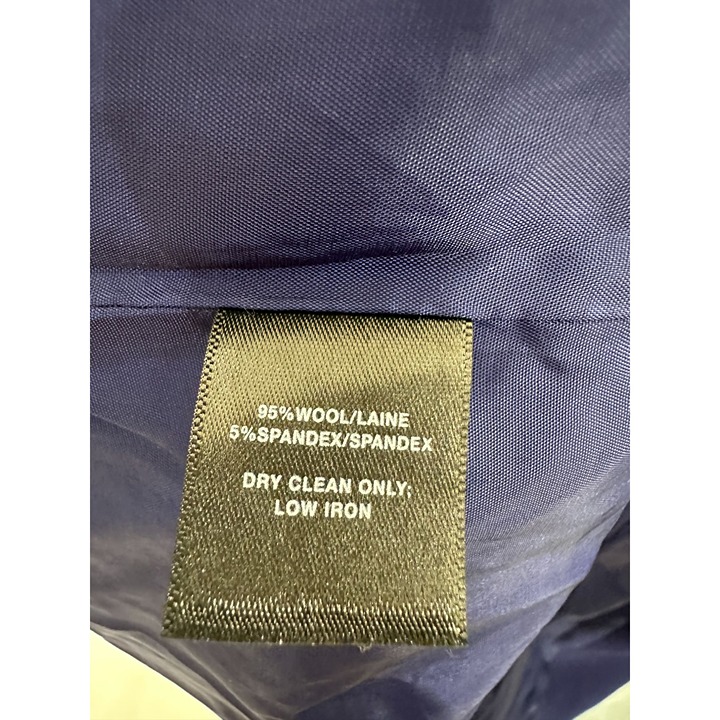 95%WOOL/LAINE
5%SPANDEX/SPANDEX
DRY CLEAN ONLY;
LOW IRON